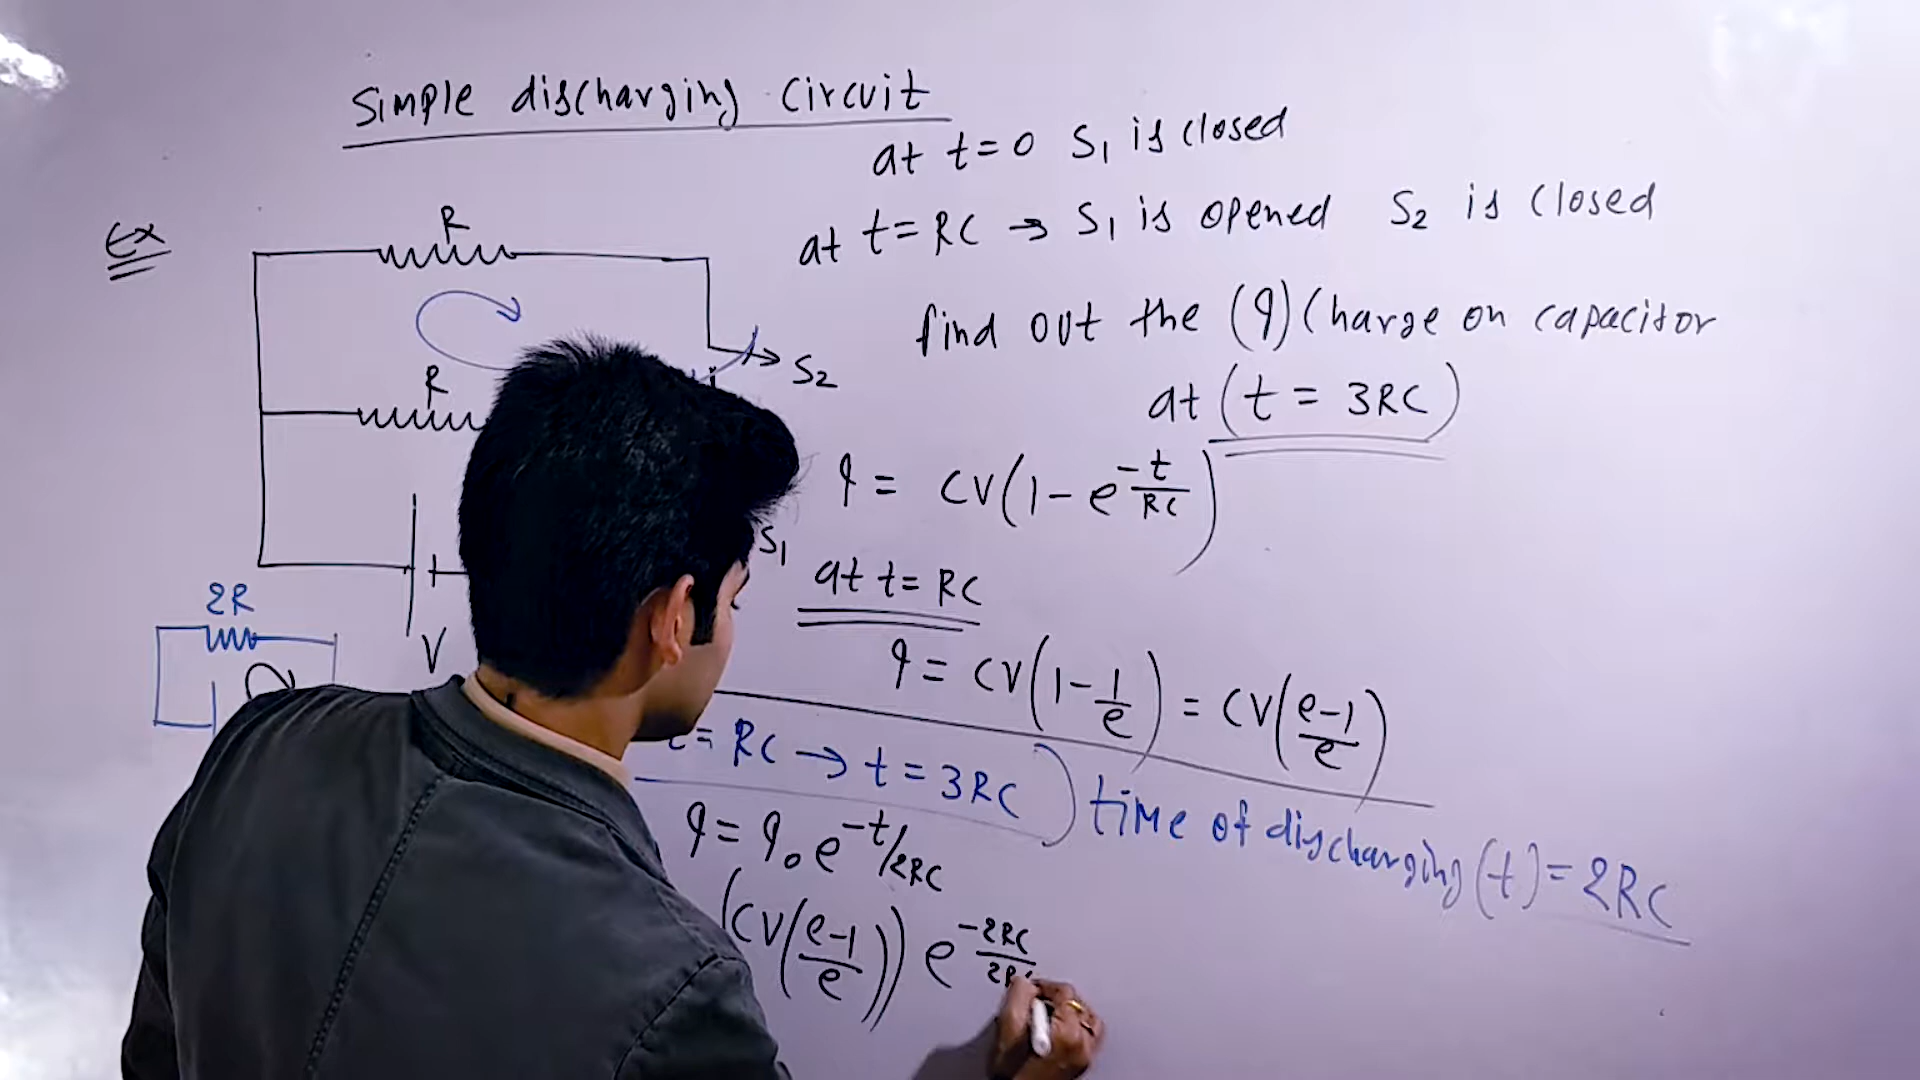 Simple discharging circuit
at t=0 S1 is closed
at t=RC → S1 is opened S2 is closed
Ex
R
find out the (q) charge on capacitor
S2
R
at (t = 3RC)
q = CV(1-e^{-t/RC})
S1
at t=RC
2R
V
q = CV(1-1/e) = CV((e-1)/e)
t= RC → t=3RC) time of discharging (t)=2RC
q = q₀ e^{-t/2RC}
(CV((e-1)/e)) e^{-2RC/2RC}